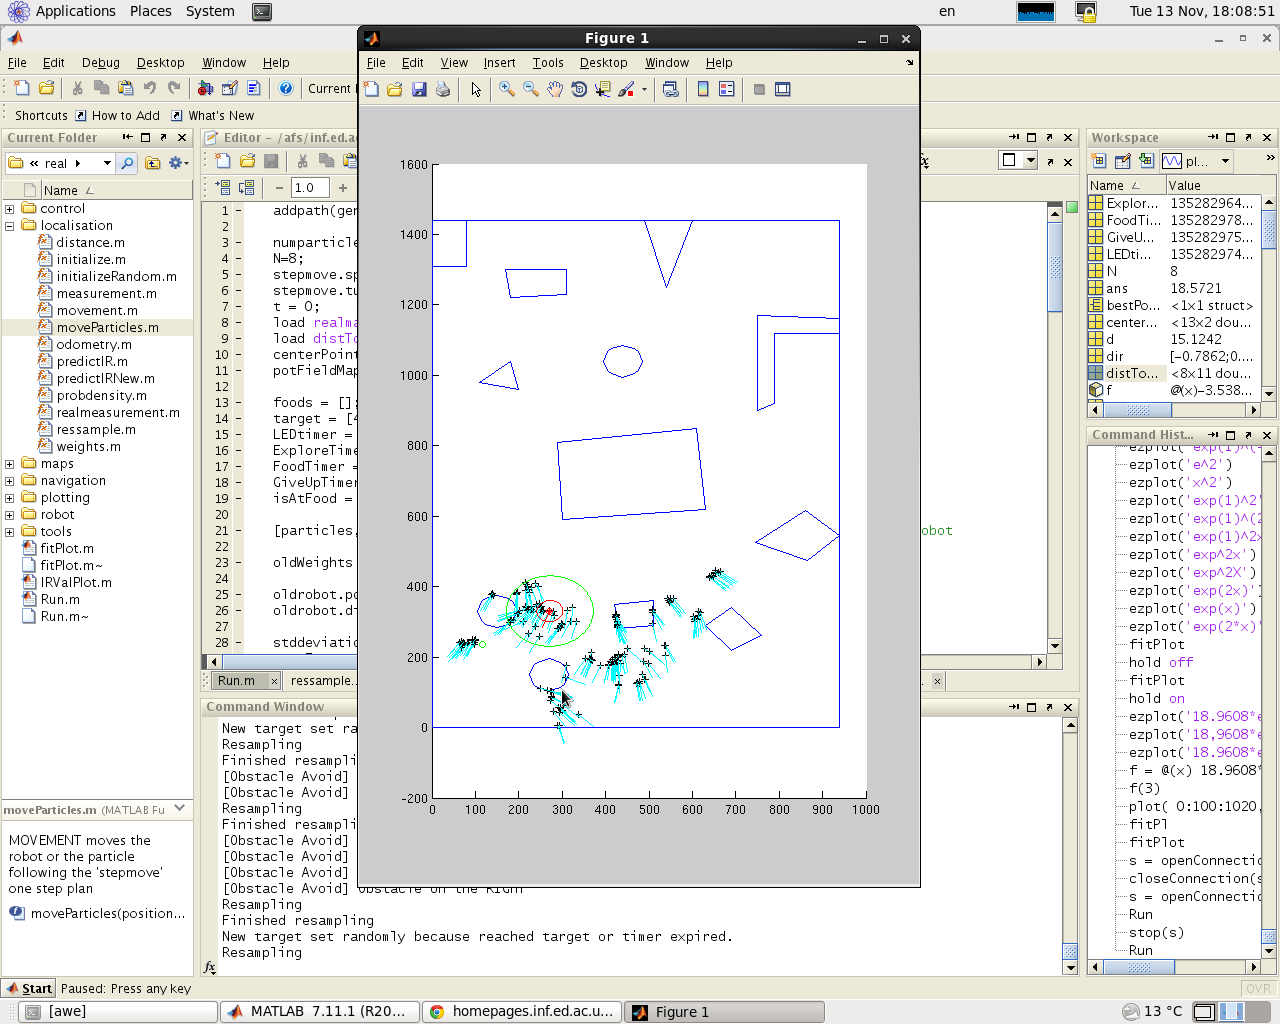 Applications Places System en Tue 13 Nov, 18:08:51
Figure 1
File Edit Debug Desktop Window Help
File Edit View Insert Tools Desktop Window Help
Shortcuts How to Add What's New
Current Folder
« real
Name
control
localisation
distance.m
initialize.m
initializeRandom.m
measurement.m
movement.m
moveParticles.m
odometry.m
predictIR.m
predictIRNew.m
probdensity.m
realmeasurement.m
ressample.m
weights.m
maps
navigation
plotting
robot
tools
fitPlot.m
fitPlot.m~
IRValPlot.m
Run.m
Run.m~
moveParticles.m (MATLAB Fu
MOVEMENT moves the
robot or the particle
following the 'stepmove'
one step plan
moveParticles(position...
Editor - /afs/inf.ed.ac
1.0
1 addpath(gen
2
3 numparticle
4 N=8;
5 stepmove.sp
6 stepmove.tu
7 t = 0;
8 load realma
9 load distTo
10 centerPoint
11 potFieldMap
12
13 foods = [];
14 target = [4
15 LEDtimer =
16 ExploreTime
17 FoodTimer =
18 GiveUpTimer
19 isAtFood =
20
21 [particles, obot
22
23 oldWeights
24
25 oldrobot.po
26 oldrobot.di
27
28 stddeviatio
Run.m × ressample....
Command Window
New target set ra
Resampling
Finished resampli
[Obstacle Avoid]
[Obstacle Avoid]
Resampling
Finished resampli
[Obstacle Avoid]
[Obstacle Avoid]
[Obstacle Avoid]
[Obstacle Avoid] Obstacle on the Right
Resampling
Finished resampling
New target set randomly because reached target or timer expired.
Resampling
1600
1400
1200
1000
800
600
400
200
0
-200
0 100 200 300 400 500 600 700 800 900 1000
Workspace
pl...
Name Value
Explor... 135282964...
FoodTi... 135282978...
GiveU... 135282975...
LEDti... 135282974...
N 8
ans 18.5721
bestPo... <1x1 struct>
center... <13x2 dou...
d 15.1242
dir [-0.7862;0....
distTo... <8x11 dou...
f @(x)-3.538...
Command Hist...
ezplot('e^2')
ezplot('x^2')
ezplot('exp(1)^2'
ezplot('exp(1)^(2
ezplot('exp(1)^2x
ezplot('exp^2x')
ezplot('exp^2X')
ezplot('exp(2x)'
ezplot('exp(x)')
ezplot('exp(2*x)'
fitPlot
hold off
fitPlot
hold on
ezplot('18.9608*e
ezplot('18,9608*e
ezplot('18.9608*e
f = @(x) 18.9608*
f(3)
plot( 0:100:1020,
fitPl
fitPlot
s = openConnectio
closeConnection(s
s = openConnectio
Run
stop(s)
Run
Start Paused: Press any key OVR
[awe] MATLAB 7.11.1 (R20... homepages.inf.ed.ac.u... Figure 1 13 °C